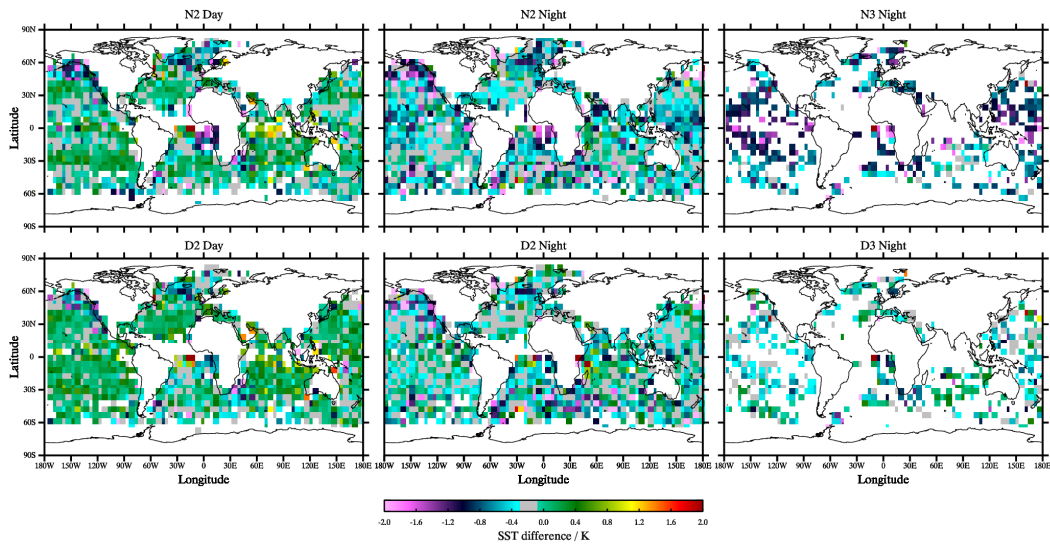 N2 Day
N2 Night
N3 Night
90N
60N
30N
0
30S
60S
90S
Latitude
D2 Day
D2 Night
D3 Night
90N
60N
30N
0
30S
60S
90S
Latitude
180W 150W 120W 90W 60W 30W 0 30E 60E 90E 120E 150E 180E
150W 120W 90W 60W 30W 0 30E 60E 90E 120E 150E 180E
150W 120W 90W 60W 30W 0 30E 60E 90E 120E 150E 180E
Longitude
Longitude
Longitude
-2.0 -1.6 -1.2 -0.8 -0.4 -0.0 0.4 0.8 1.2 1.6 2.0
SST difference / K